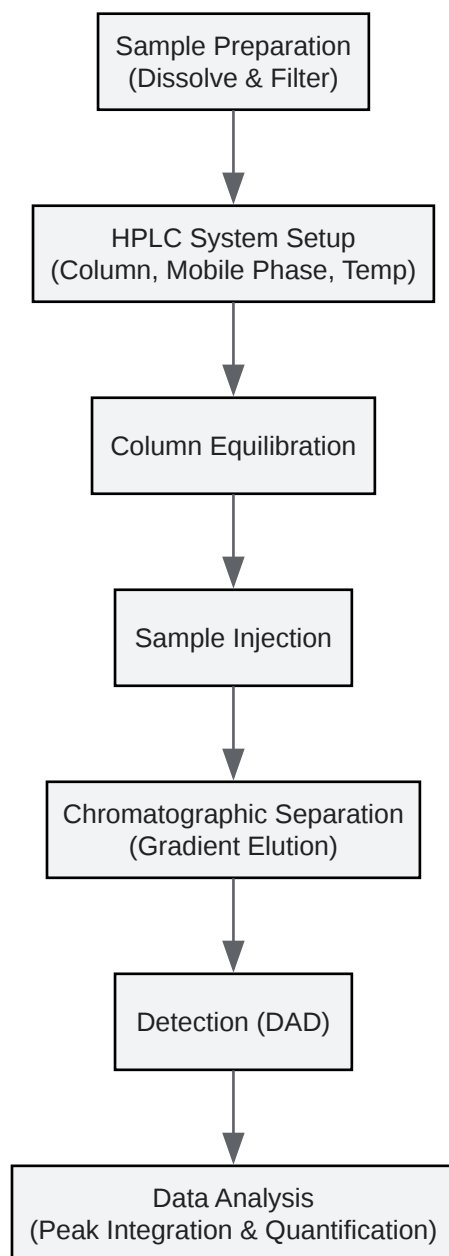 Sample Preparation
(Dissolve & Filter)
HPLC System Setup
(Column, Mobile Phase, Temp)
Column Equilibration
Sample Injection
Chromatographic Separation
(Gradient Elution)
Detection (DAD)
Data Analysis
(Peak Integration & Quantification)